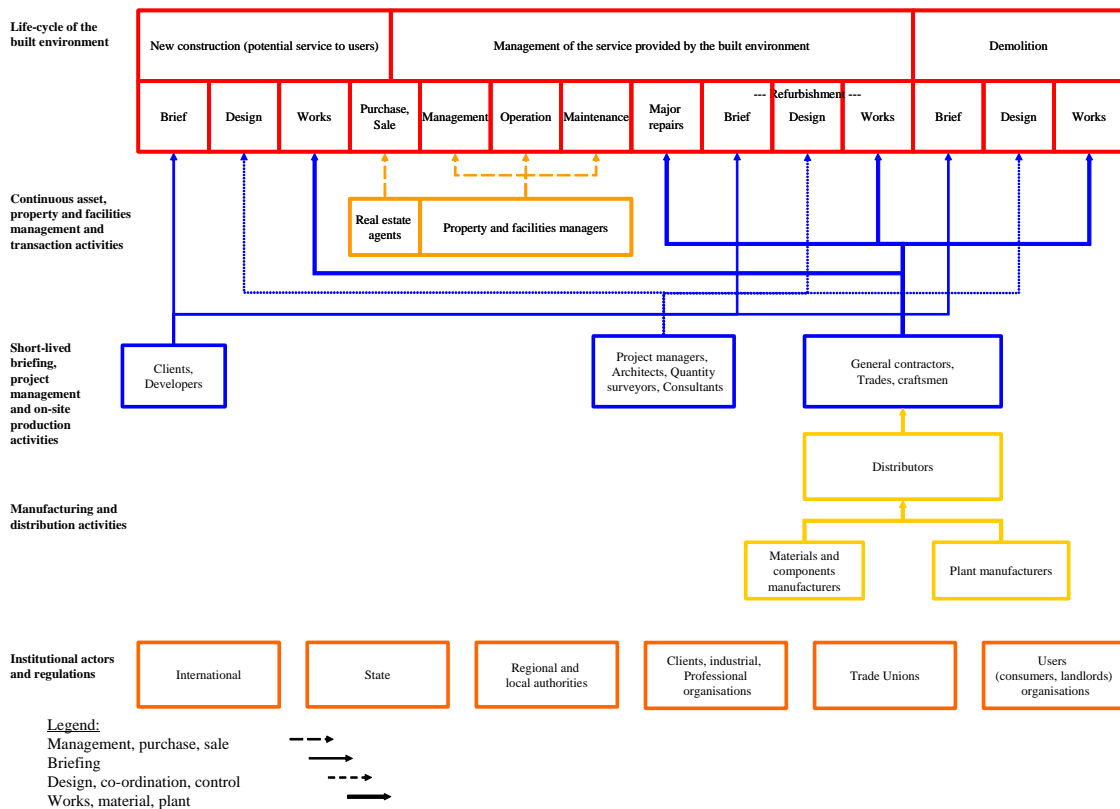 Life-cycle of the
built environment
New construction (potential service to users)
Management of the service provided by the built environment
Demolition
--- Refurbishment ---
Brief
Design
Works
Purchase,
Sale
Management
Operation
Maintenance
Major
repairs
Brief
Design
Works
Brief
Design
Works
Continuous asset,
property and facilities
management and
transaction activities
Real estate
agents
Property and facilities managers
Short-lived
briefing,
project
management
and on-site
production
activities
Clients,
Developers
Project managers,
Architects, Quantity
surveyors, Consultants
General contractors,
Trades, craftsmen
Distributors
Manufacturing and
distribution activities
Materials and
components
manufacturers
Plant manufacturers
Institutional actors
and regulations
International
State
Regional and
local authorities
Clients, industrial,
Professional
organisations
Trade Unions
Users
(consumers, landlords)
organisations
Legend:
Management, purchase, sale
Briefing
Design, co-ordination, control
Works, material, plant